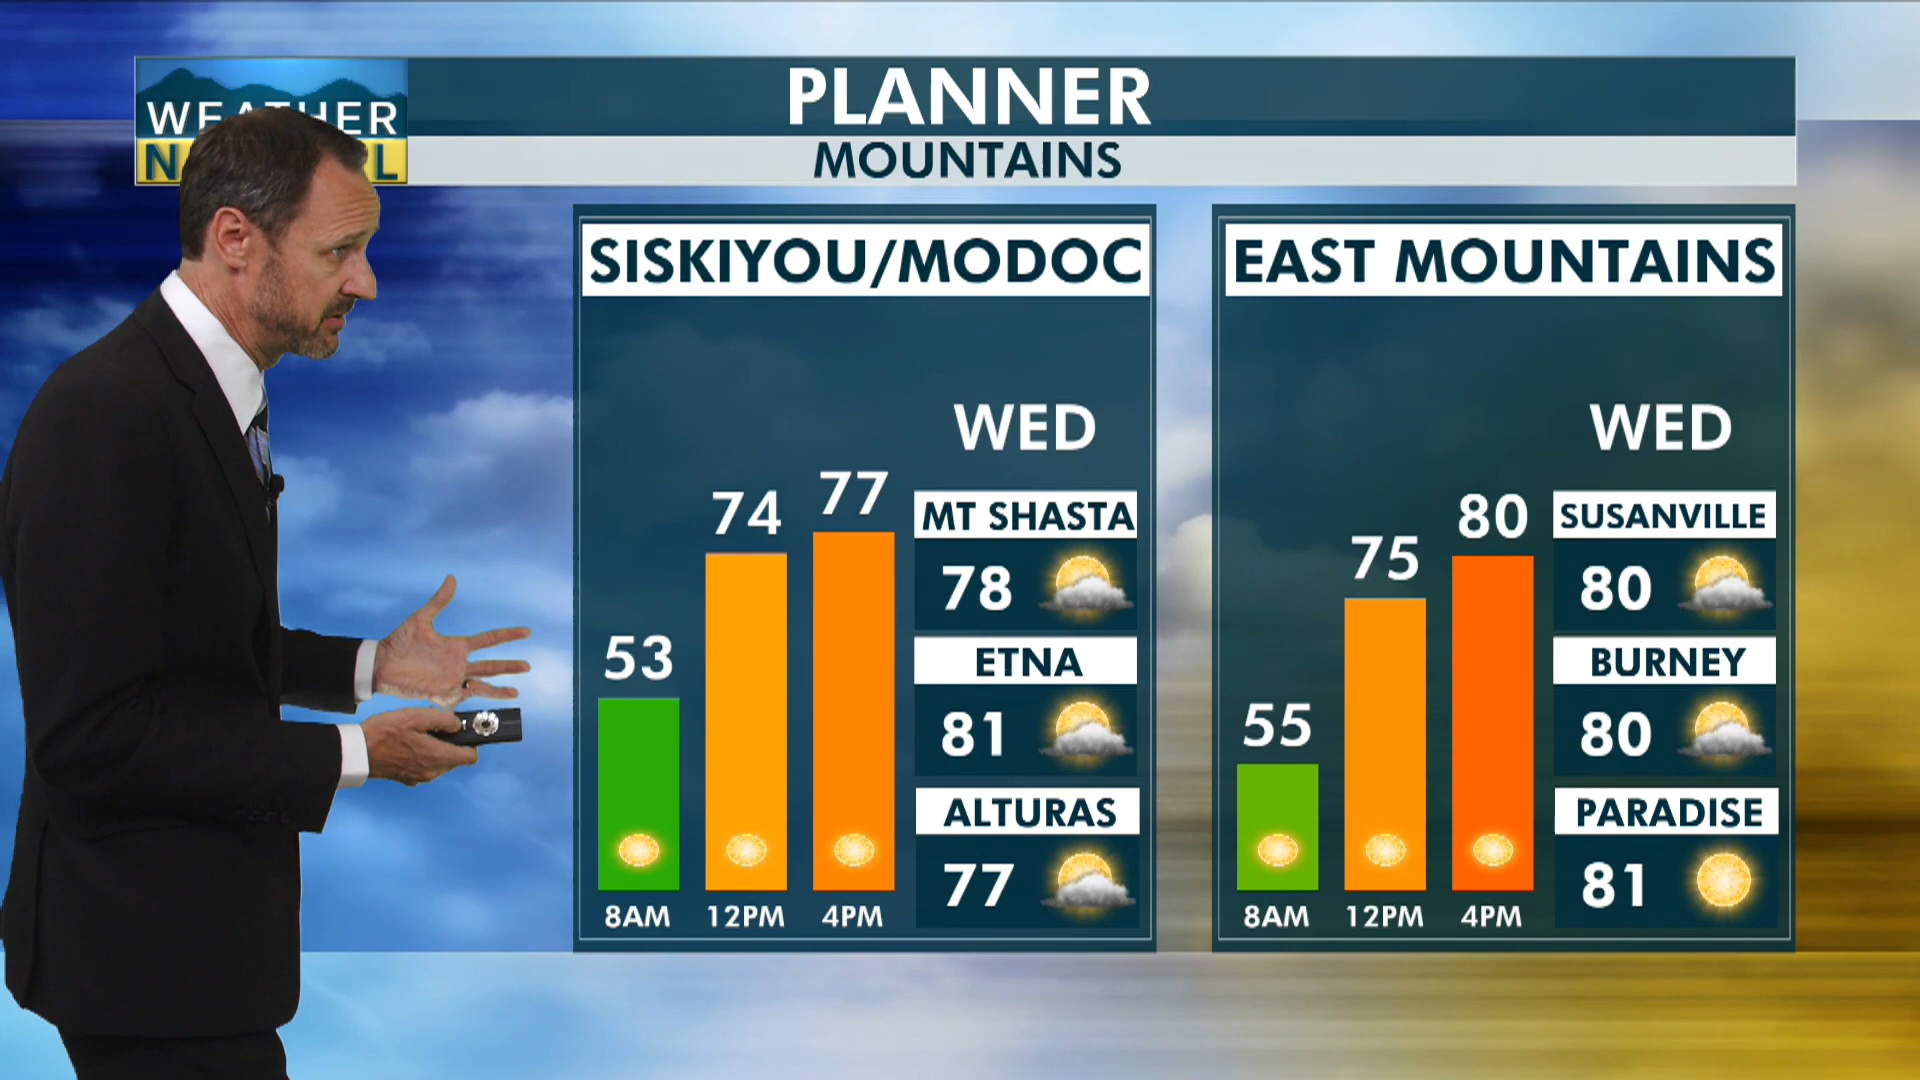 PLANNER
MOUNTAINS
SISKIYOU/MODOC
WED
53
74
77
8AM
12PM
4PM
MT SHASTA
78
ETNA
81
ALTURAS
77
EAST MOUNTAINS
WED
55
75
80
8AM
12PM
4PM
SUSANVILLE
80
BURNEY
80
PARADISE
81